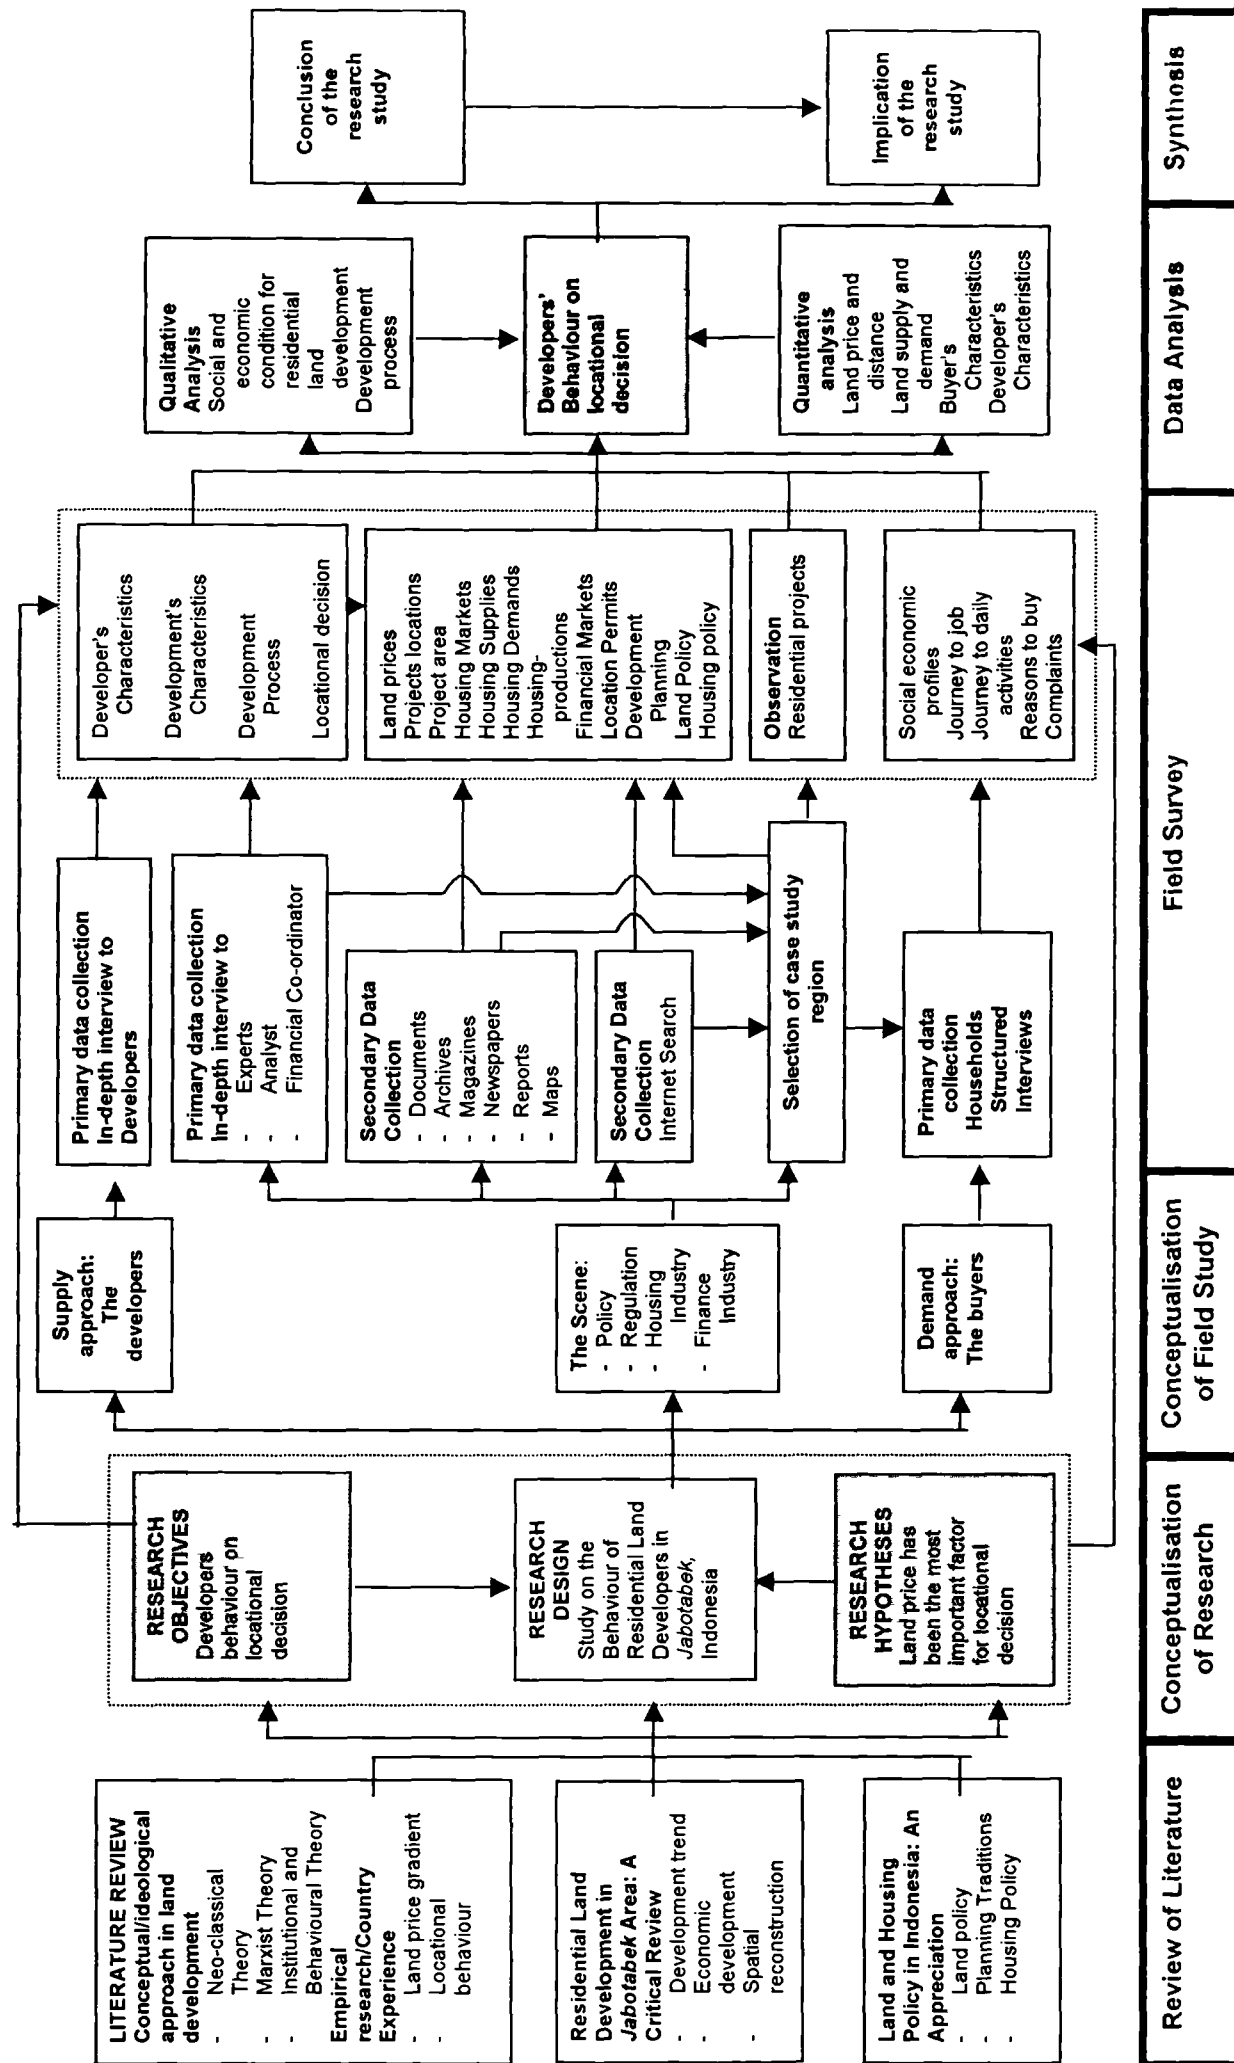 LITERATURE REVIEW
Conceptual/ideological
approach in land
development
- Neo-classical
Theory
- Marxist Theory
- Institutional and
Behavioural Theory
Empirical
research/Country
Experience
- Land price gradient
- Locational
behaviour
Residential Land
Development in
Jabotabek Area: A
Critical Review
- Development trend
- Economic
development
- Spatial
reconstruction
Land and Housing
Policy in Indonesia: An
Appreciation
- Land policy
- Planning Traditions
- Housing Policy
RESEARCH
OBJECTIVES
Developers
behaviour on
locational
decision
RESEARCH
DESIGN
Study on the
Behaviour of
Residential Land
Developers in
Jabotabek,
Indonesia
RESEARCH
HYPOTHESES
Land price has
been the most
important factor
for locational
decision
Supply
approach:
The
developers
The Scene:
- Policy
- Regulation
- Housing
Industry
- Finance
Industry
Demand
approach:
The buyers
Primary data collection
In-depth interview to
Developers
Primary data collection
In-depth interview to
- Experts
- Analyst
- Financial Co-ordinator
Secondary Data
Collection
- Documents
- Archives
- Magazines
- Newspapers
- Reports
- Maps
Secondary Data
Collection
Internet Search
Selection of case study
region
Primary data
collection
Households
Structured
Interviews
Developer's
Characteristics
Development's
Characteristics
Development
Process
Locational decision
Land prices
Projects locations
Project area
Housing Markets
Housing Supplies
Housing Demands
Housing-
productions
Financial Markets
Location Permits
Development
Planning
Land Policy
Housing policy
Observation
Residential projects
Social economic
profiles
Journey to job
Journey to daily
activities
Reasons to buy
Complaints
Qualitative
Analysis
Social and
economic
condition for
residential
land
development
Development
process
Developers'
Behaviour on
locational
decision
Quantitative
analysis
Land price and
distance
Land supply and
demand
Buyer's
Characteristics
Developer's
Characteristics
Conclusion
of the
research
study
Implication
of the
research
study
Review of Literature
Conceptualisation
of Research
Conceptualisation
of Field Study
Field Survey
Data Analysis
Synthosis